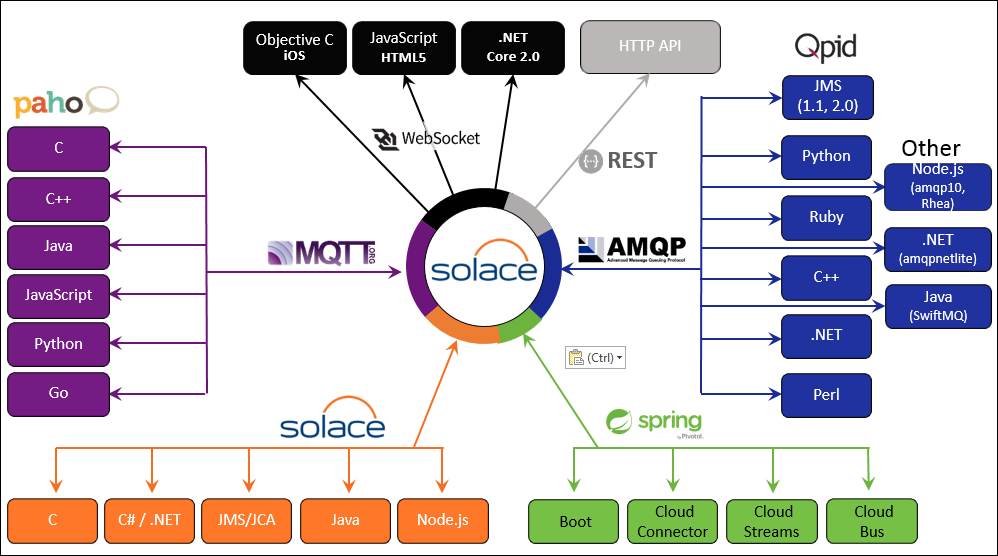 Objective C
iOS
JavaScript
HTML5
.NET
Core 2.0
HTTP API
Qpid
paho
JMS
(1.1, 2.0)
WebSocket
C
Python
Other
REST
Node.js
(amqp10,
Rhea)
C++
Ruby
Java
MQTT.ORG
solace
AMQP
Advanced Message Queuing Protocol
.NET
(amqpnetlite)
C++
JavaScript
Java
(SwiftMQ)
Python
.NET
(Ctrl)
Go
Perl
solace
spring
by Pivotal.
C
C# / .NET
JMS/JCA
Java
Node.js
Boot
Cloud
Connector
Cloud
Streams
Cloud
Bus